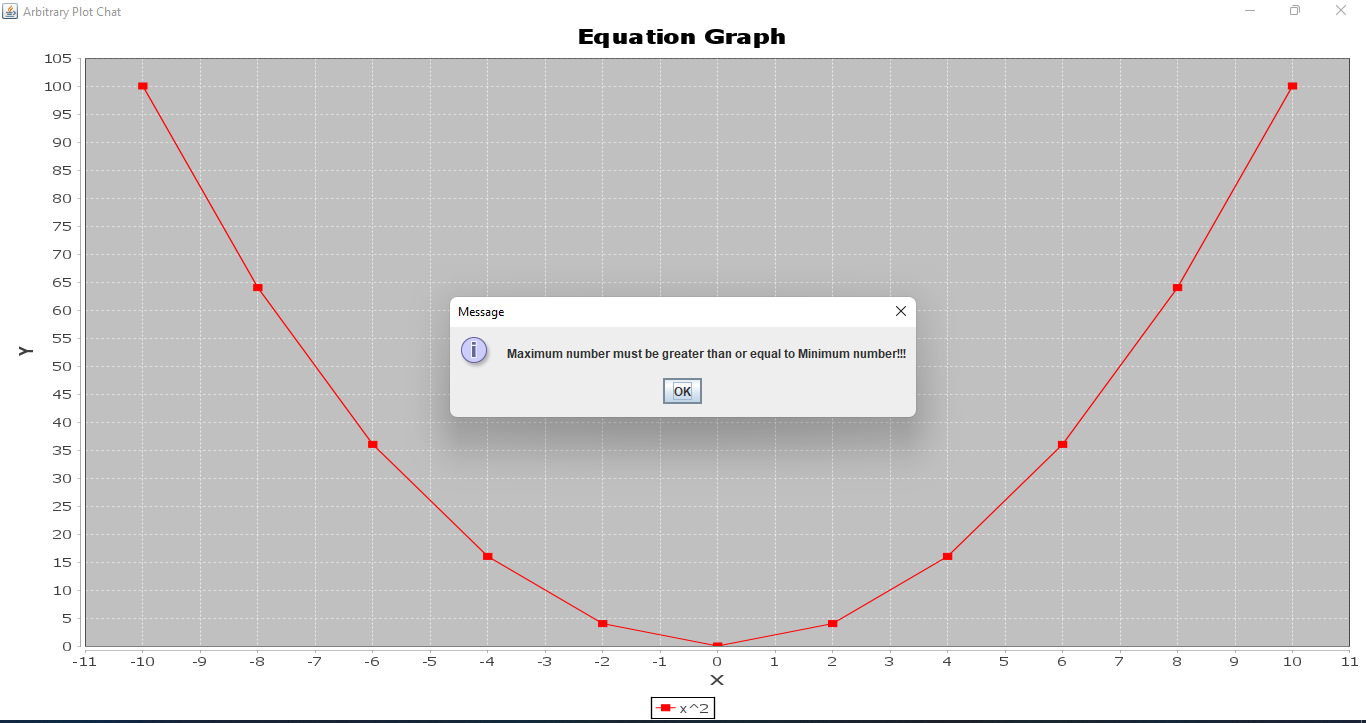 Arbitrary Plot Chat
Equation Graph
105
100
95
90
85
80
75
70
65
60
55
50
45
40
35
30
25
20
15
10
5
0
Y
Message
Maximum number must be greater than or equal to Minimum number!!!
OK
-11 -10 -9 -8 -7 -6 -5 -4 -3 -2 -1 0 1 2 3 4 5 6 7 8 9 10 11
X
x^2